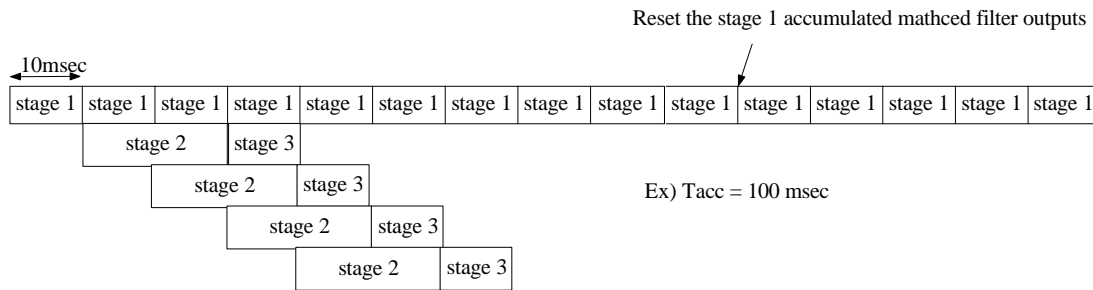 Reset the stage 1 accumulated mathced filter outputs
10msec
stage 1 stage 1 stage 1 stage 1 stage 1 stage 1 stage 1 stage 1 stage 1 stage 1 stage 1 stage 1 stage 1 stage 1 stage 1
stage 2 stage 3
stage 2 stage 3
Ex) Tacc = 100 msec
stage 2 stage 3
stage 2 stage 3